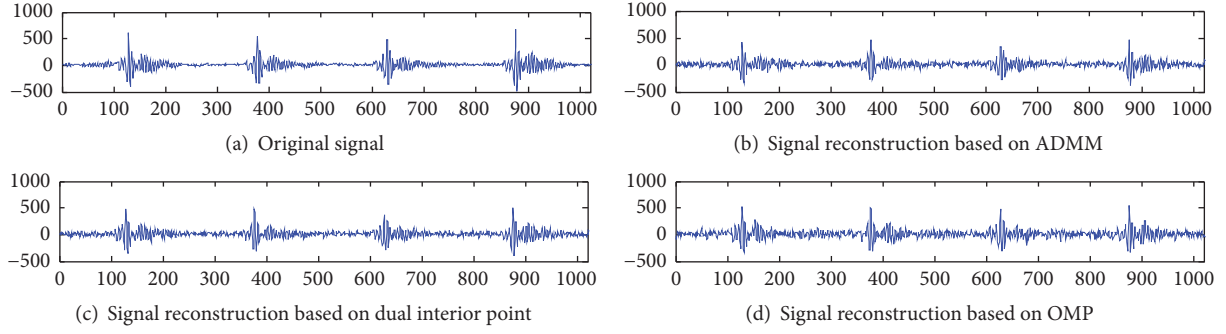 1000
500
0
−500
0 100 200 300 400 500 600 700 800 900 1000
(a) Original signal
1000
500
0
−500
0 100 200 300 400 500 600 700 800 900 1000
(b) Signal reconstruction based on ADMM
1000
500
0
−500
0 100 200 300 400 500 600 700 800 900 1000
(c) Signal reconstruction based on dual interior point
1000
500
0
−500
0 100 200 300 400 500 600 700 800 900 1000
(d) Signal reconstruction based on OMP